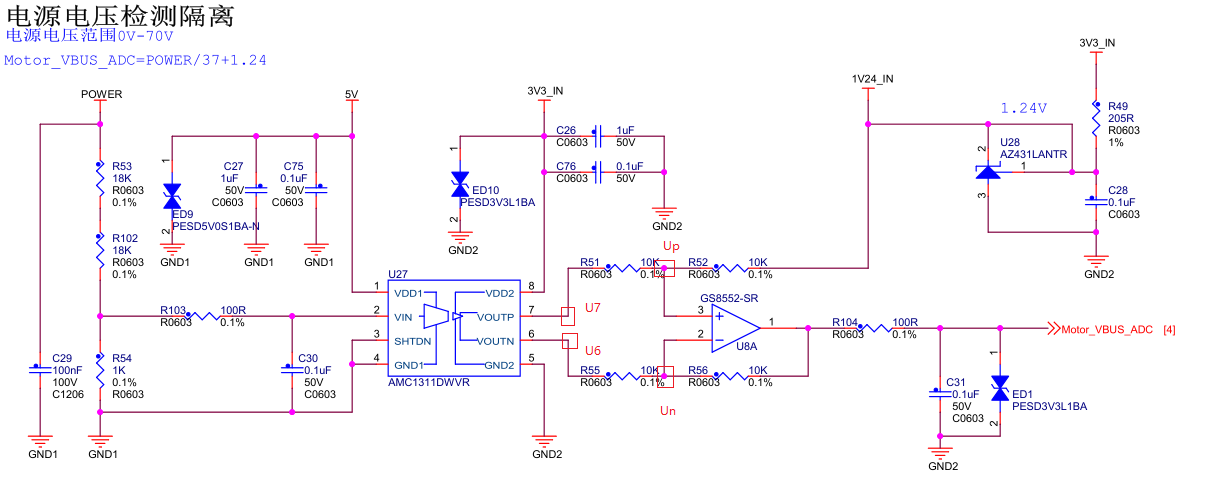 电源电压检测隔离
电源电压范围0V-70V
Motor_VBUS_ADC=POWER/37+1.24
POWER
R53
18K
R0603
0.1%
R102
18K
R0603
0.1%
R54
1K
0.1%
R0603
C29
100nF
100V
C1206
GND1
GND1
5V
1
2
ED9
PESD5V0S1BA-N
GND1
C27
1uF
50V
C0603
GND1
C75
0.1uF
50V
C0603
GND1
R103
R0603
100R
0.1%
C30
0.1uF
50V
C0603
3V3_IN
C26
C0603
1uF
50V
C76
C0603
0.1uF
50V
GND2
1
2
ED10
PESD3V3L1BA
GND2
U27
1 VDD1 VDD2 8
2 VIN VOUTP 7
3 SHTDN VOUTN 6
4 GND1 GND2 5
AMC1311DWVR
GND2
U7
U6
R51
R0603
10K
0.1%
Up
R52
R0603
10K
0.1%
R55
R0603
10K
0.1%
Un
R56
R0603
10K
0.1%
GS8552-SR
3 +
2 -
1
U8A
1V24_IN
1.24V
U28
AZ431LANTR
2
1
3
3V3_IN
R49
205R
R0603
1%
C28
0.1uF
C0603
GND2
R104
R0603
100R
0.1%
Motor_VBUS_ADC [4]
C31
0.1uF
50V
C0603
1
2
ED1
PESD3V3L1BA
GND2